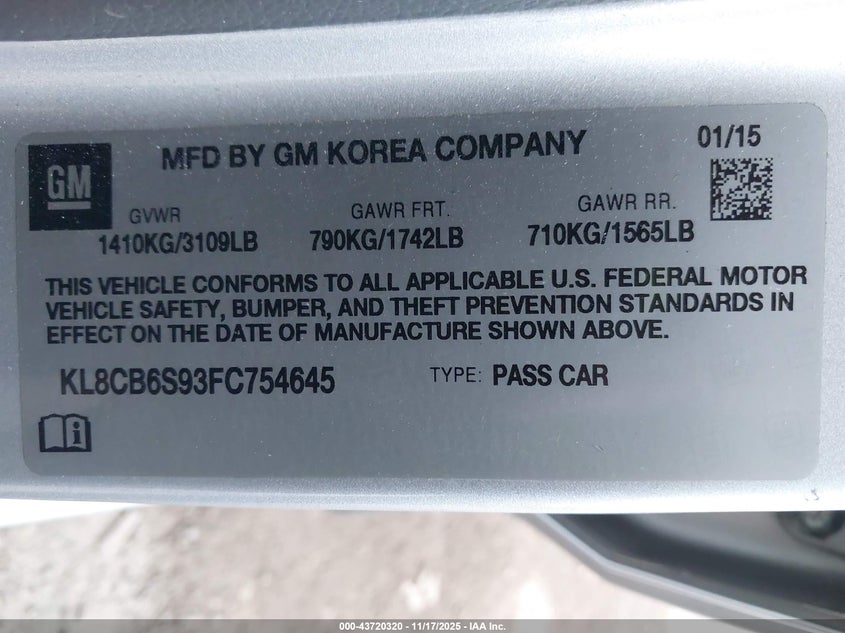 MFD BY GM KOREA COMPANY 01/15
GM
GVWR GAWR FRT. GAWR RR.
1410KG/3109LB 790KG/1742LB 710KG/1565LB
THIS VEHICLE CONFORMS TO ALL APPLICABLE U.S. FEDERAL MOTOR
VEHICLE SAFETY, BUMPER, AND THEFT PREVENTION STANDARDS IN
EFFECT ON THE DATE OF MANUFACTURE SHOWN ABOVE.
KL8CB6S93FC754645 TYPE: PASS CAR
000-43720320 - 11/17/2025 - IAA Inc.